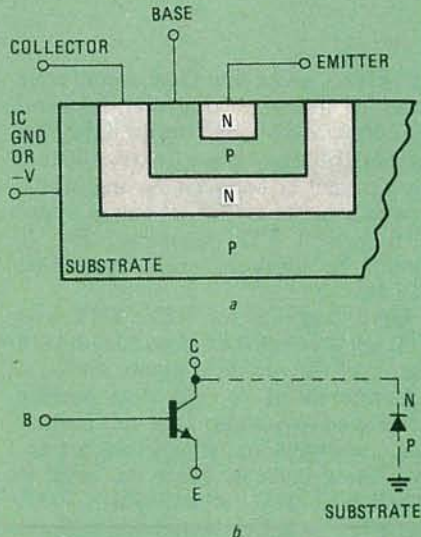 BASE
COLLECTOR
EMITTER
IC
GND
OR
–V
N
P
N
P
SUBSTRATE
a
C
B
E
N
P
SUBSTRATE
b